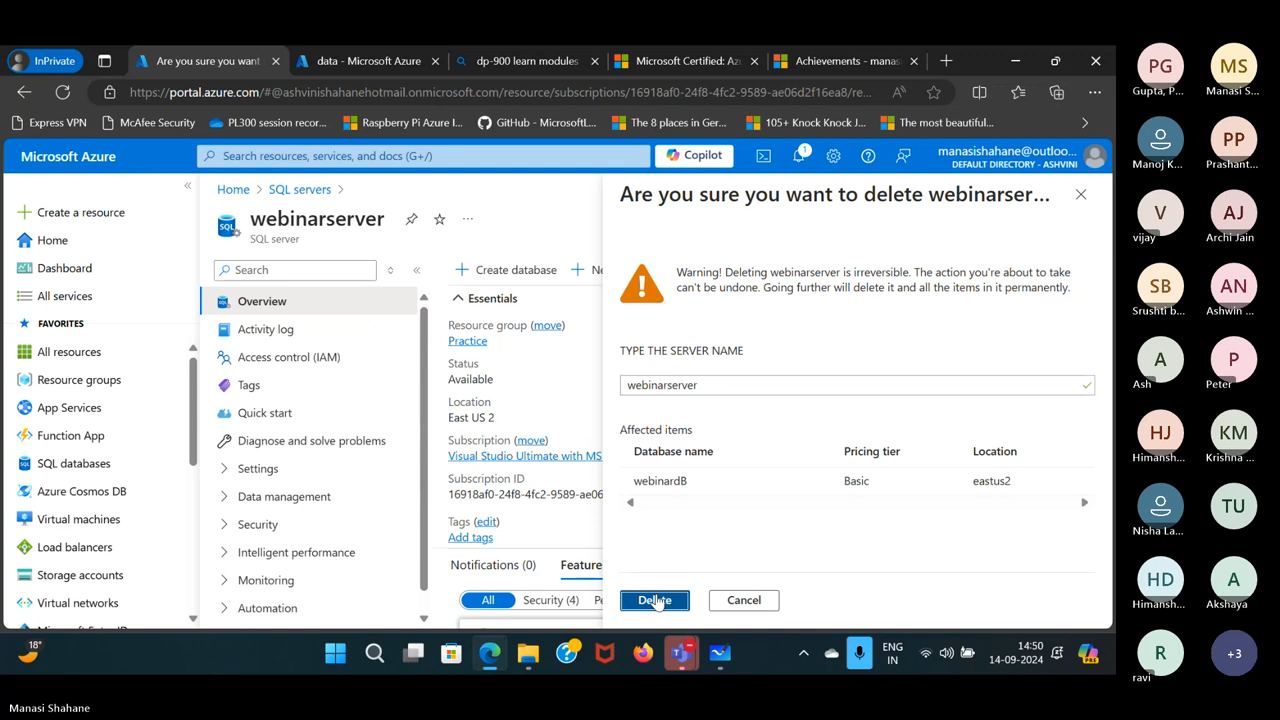 InPrivate
Are you sure you want
data - Microsoft Azure
dp-900 learn modules
Microsoft Certified: Az
Achievements - manas
https://portal.azure.com/#@ashvinishahanehotmail.onmicrosoft.com/resource/subscriptions/16918af0-24f8-4fc2-9589-ae06d2f16ea8/re...
Express VPN
McAfee Security
PL300 session recor...
Raspberry Pi Azure I...
GitHub - MicrosoftL...
The 8 places in Ger...
105+ Knock Knock J...
The most beautiful...
Microsoft Azure
Search resources, services, and docs (G+/)
Copilot
1
manasishahane@outloo...
DEFAULT DIRECTORY - ASHVINI
Create a resource
Home
Dashboard
All services
FAVORITES
All resources
Resource groups
App Services
Function App
SQL databases
Azure Cosmos DB
Virtual machines
Load balancers
Storage accounts
Virtual networks
Home > SQL servers >
SQL
webinarserver
SQL server
Search
Overview
Activity log
Access control (IAM)
Tags
Quick start
Diagnose and solve problems
Settings
Data management
Security
Intelligent performance
Monitoring
Automation
Create database
Ne
Essentials
Resource group (move)
Practice
Status
Available
Location
East US 2
Subscription (move)
Visual Studio Ultimate with MS
Subscription ID
16918af0-24f8-4fc2-9589-ae06
Tags (edit)
Add tags
Notifications (0)
Feature
All
Security (4)
Pe
Are you sure you want to delete webinarser...
Warning! Deleting webinarserver is irreversible. The action you're about to take
can't be undone. Going further will delete it and all the items in it permanently.
TYPE THE SERVER NAME
webinarserver
Affected items
Database name Pricing tier Location
webinardB Basic eastus2
Delete
Cancel
18°
ENG
IN
14:50
14-09-2024
PRE
PG
Gupta, P...
MS
Manasi S...
Manoj K...
PP
Prashant...
V
vijay
AJ
Archi Jain
SB
Srushti b...
AN
Ashwin ...
A
Ash
P
Peter
HJ
Himansh...
KM
Krishna ...
Nisha La...
TU
HD
Himansh...
A
Akshaya
R
ravi
+3
Manasi Shahane